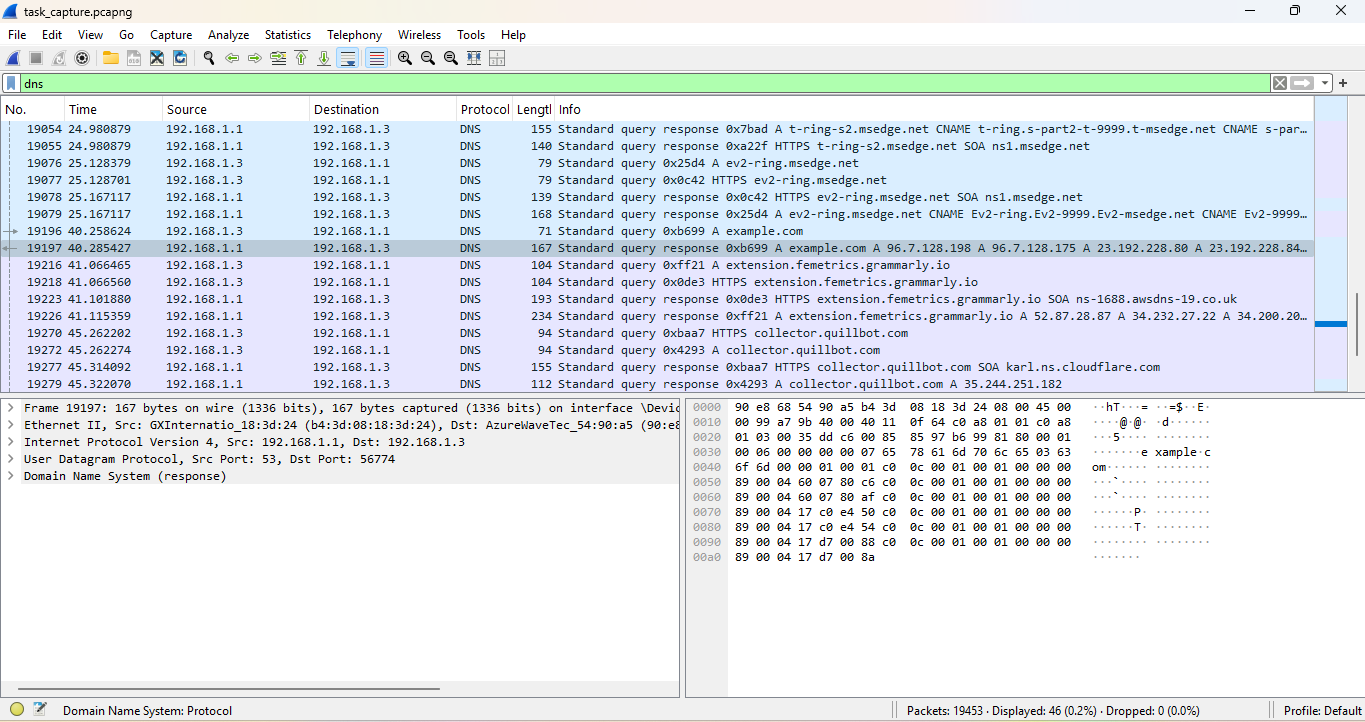 task_capture.pcapng
File Edit View Go Capture Analyze Statistics Telephony Wireless Tools Help
dns
No. Time Source Destination Protocol Lengtl Info
19054 24.980879 192.168.1.1 192.168.1.3 DNS 155 Standard query response 0x7bad A t-ring-s2.msedge.net CNAME t-ring.s-part2-t-9999.t-msedge.net CNAME s-par…
19055 24.980879 192.168.1.1 192.168.1.3 DNS 140 Standard query response 0xa22f HTTPS t-ring-s2.msedge.net SOA ns1.msedge.net
19076 25.128379 192.168.1.3 192.168.1.1 DNS 79 Standard query 0x25d4 A ev2-ring.msedge.net
19077 25.128701 192.168.1.3 192.168.1.1 DNS 79 Standard query 0x0c42 HTTPS ev2-ring.msedge.net
19078 25.167117 192.168.1.1 192.168.1.3 DNS 139 Standard query response 0x0c42 HTTPS ev2-ring.msedge.net SOA ns1.msedge.net
19079 25.167117 192.168.1.1 192.168.1.3 DNS 168 Standard query response 0x25d4 A ev2-ring.msedge.net CNAME Ev2-ring.Ev2-9999.Ev2-msedge.net CNAME Ev2-9999…
19196 40.258624 192.168.1.3 192.168.1.1 DNS 71 Standard query 0xb699 A example.com
19197 40.285427 192.168.1.1 192.168.1.3 DNS 167 Standard query response 0xb699 A example.com A 96.7.128.198 A 96.7.128.175 A 23.192.228.80 A 23.192.228.84…
19216 41.066465 192.168.1.3 192.168.1.1 DNS 104 Standard query 0xff21 A extension.femetrics.grammarly.io
19218 41.066560 192.168.1.3 192.168.1.1 DNS 104 Standard query 0x0de3 HTTPS extension.femetrics.grammarly.io
19223 41.101880 192.168.1.1 192.168.1.3 DNS 193 Standard query response 0x0de3 HTTPS extension.femetrics.grammarly.io SOA ns-1688.awsdns-19.co.uk
19226 41.115359 192.168.1.1 192.168.1.3 DNS 234 Standard query response 0xff21 A extension.femetrics.grammarly.io A 52.87.28.87 A 34.232.27.22 A 34.200.20…
19270 45.262202 192.168.1.3 192.168.1.1 DNS 94 Standard query 0xbaa7 HTTPS collector.quillbot.com
19272 45.262274 192.168.1.3 192.168.1.1 DNS 94 Standard query 0x4293 A collector.quillbot.com
19277 45.314092 192.168.1.1 192.168.1.3 DNS 155 Standard query response 0xbaa7 HTTPS collector.quillbot.com SOA karl.ns.cloudflare.com
19279 45.322070 192.168.1.1 192.168.1.3 DNS 112 Standard query response 0x4293 A collector.quillbot.com A 35.244.251.182
Frame 19197: 167 bytes on wire (1336 bits), 167 bytes captured (1336 bits) on interface \Devic
Ethernet II, Src: GXInternatio_18:3d:24 (b4:3d:08:18:3d:24), Dst: AzureWaveTec_54:90:a5 (90:e8
Internet Protocol Version 4, Src: 192.168.1.1, Dst: 192.168.1.3
User Datagram Protocol, Src Port: 53, Dst Port: 56774
Domain Name System (response)
0000 90 e8 68 54 90 a5 b4 3d 08 18 3d 24 08 00 45 00 ··hT···= ··=$··E·
0010 00 99 a7 9b 40 00 40 11 0f 64 c0 a8 01 01 c0 a8 ····@·@· ·d······
0020 01 03 00 35 dd c6 00 85 85 97 b6 99 81 80 00 01 ···5···· ········
0030 00 06 00 00 00 00 07 65 78 61 6d 70 6c 65 03 63 ·······e xample·c
0040 6f 6d 00 00 01 00 01 c0 0c 00 01 00 01 00 00 00 om······ ········
0050 89 00 04 60 07 80 c6 c0 0c 00 01 00 01 00 00 00 ···`···· ········
0060 89 00 04 60 07 80 af c0 0c 00 01 00 01 00 00 00 ···`···· ········
0070 89 00 04 17 c0 e4 50 c0 0c 00 01 00 01 00 00 00 ······P· ········
0080 89 00 04 17 c0 e4 54 c0 0c 00 01 00 01 00 00 00 ······T· ········
0090 89 00 04 17 d7 00 88 c0 0c 00 01 00 01 00 00 00 ········ ········
00a0 89 00 04 17 d7 00 8a ·······
Domain Name System: Protocol Packets: 19453 · Displayed: 46 (0.2%) · Dropped: 0 (0.0%) Profile: Default